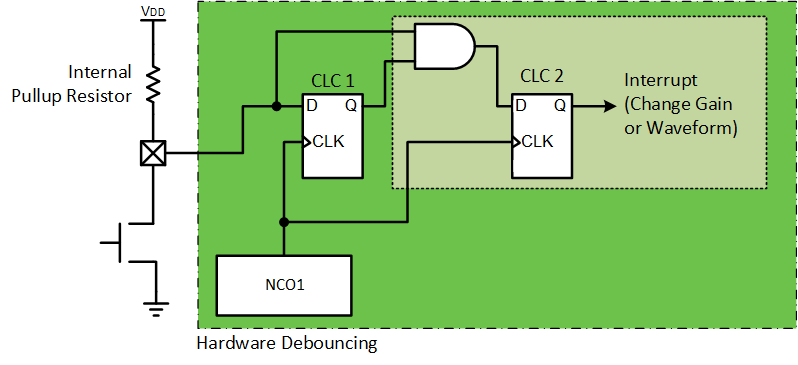 VDD
Internal
Pullup Resistor
CLC 1
D Q
CLK
CLC 2
D Q
CLK
Interrupt
(Change Gain
or Waveform)
NCO1
Hardware Debouncing